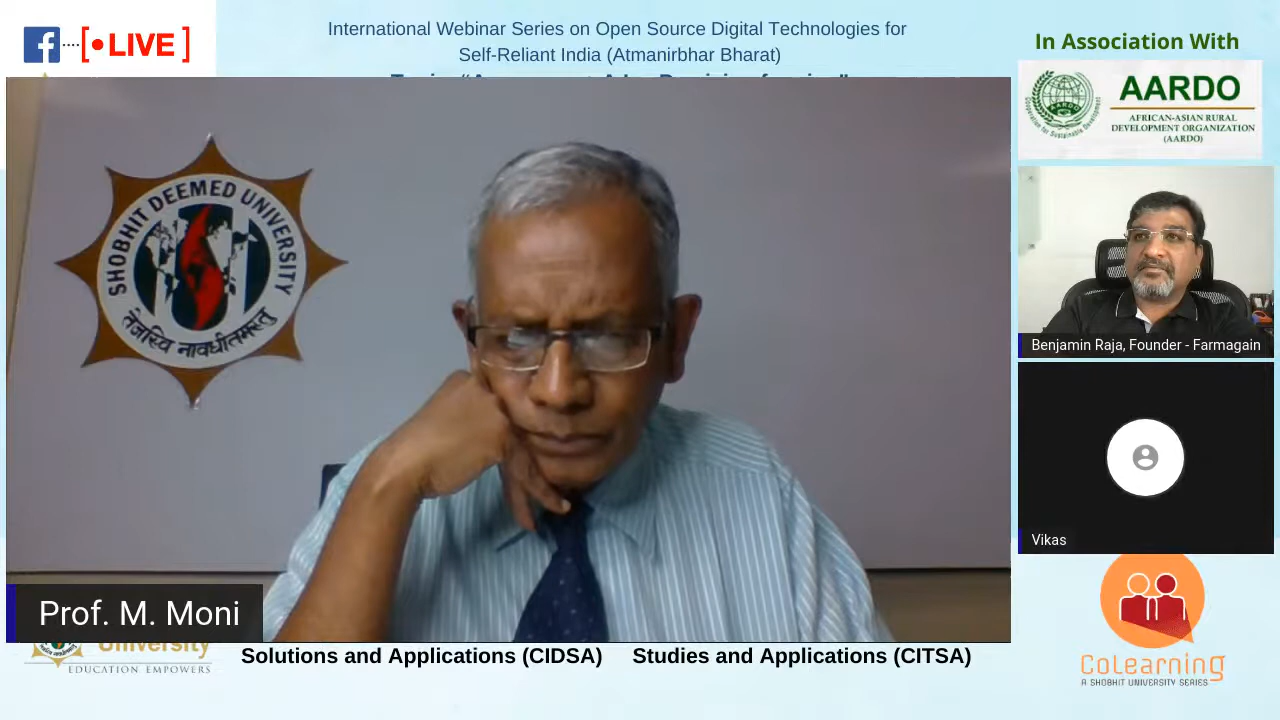 f
LIVE
International Webinar Series on Open Source Digital Technologies for
Self-Reliant India (Atmanirbhar Bharat)
In Association With
AARDO
AFRICAN-ASIAN RURAL
DEVELOPMENT ORGANIZATION
(AARDO)
SHOBHIT DEEMED UNIVERSITY
तेजस्वि नावधीतमस्तु
Benjamin Raja, Founder - Farmagain
Vikas
Prof. M. Moni
University
EDUCATION EMPOWERS
Solutions and Applications (CIDSA) Studies and Applications (CITSA)
CoLearning
A SHOBHIT UNIVERSITY SERIES